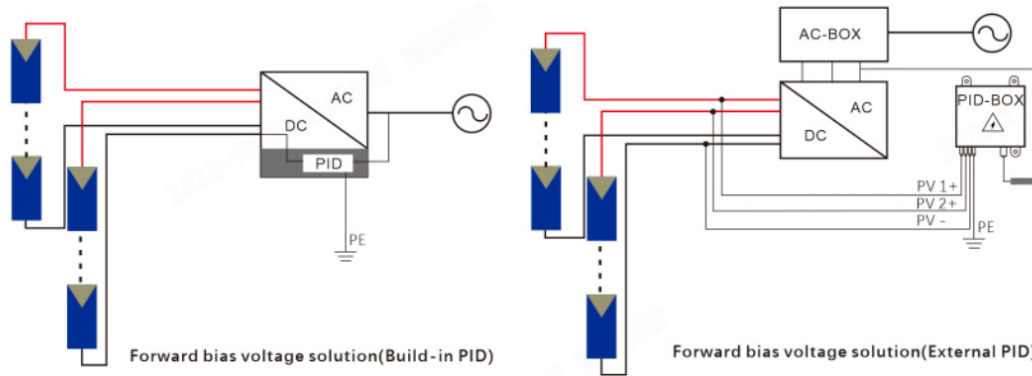 AC
DC
PID
PE
Forward bias voltage solution(Build-in PID)
AC-BOX
AC
DC
PID-BOX
PV 1+
PV 2+
PV -
PE
Forward bias voltage solution(External PID)